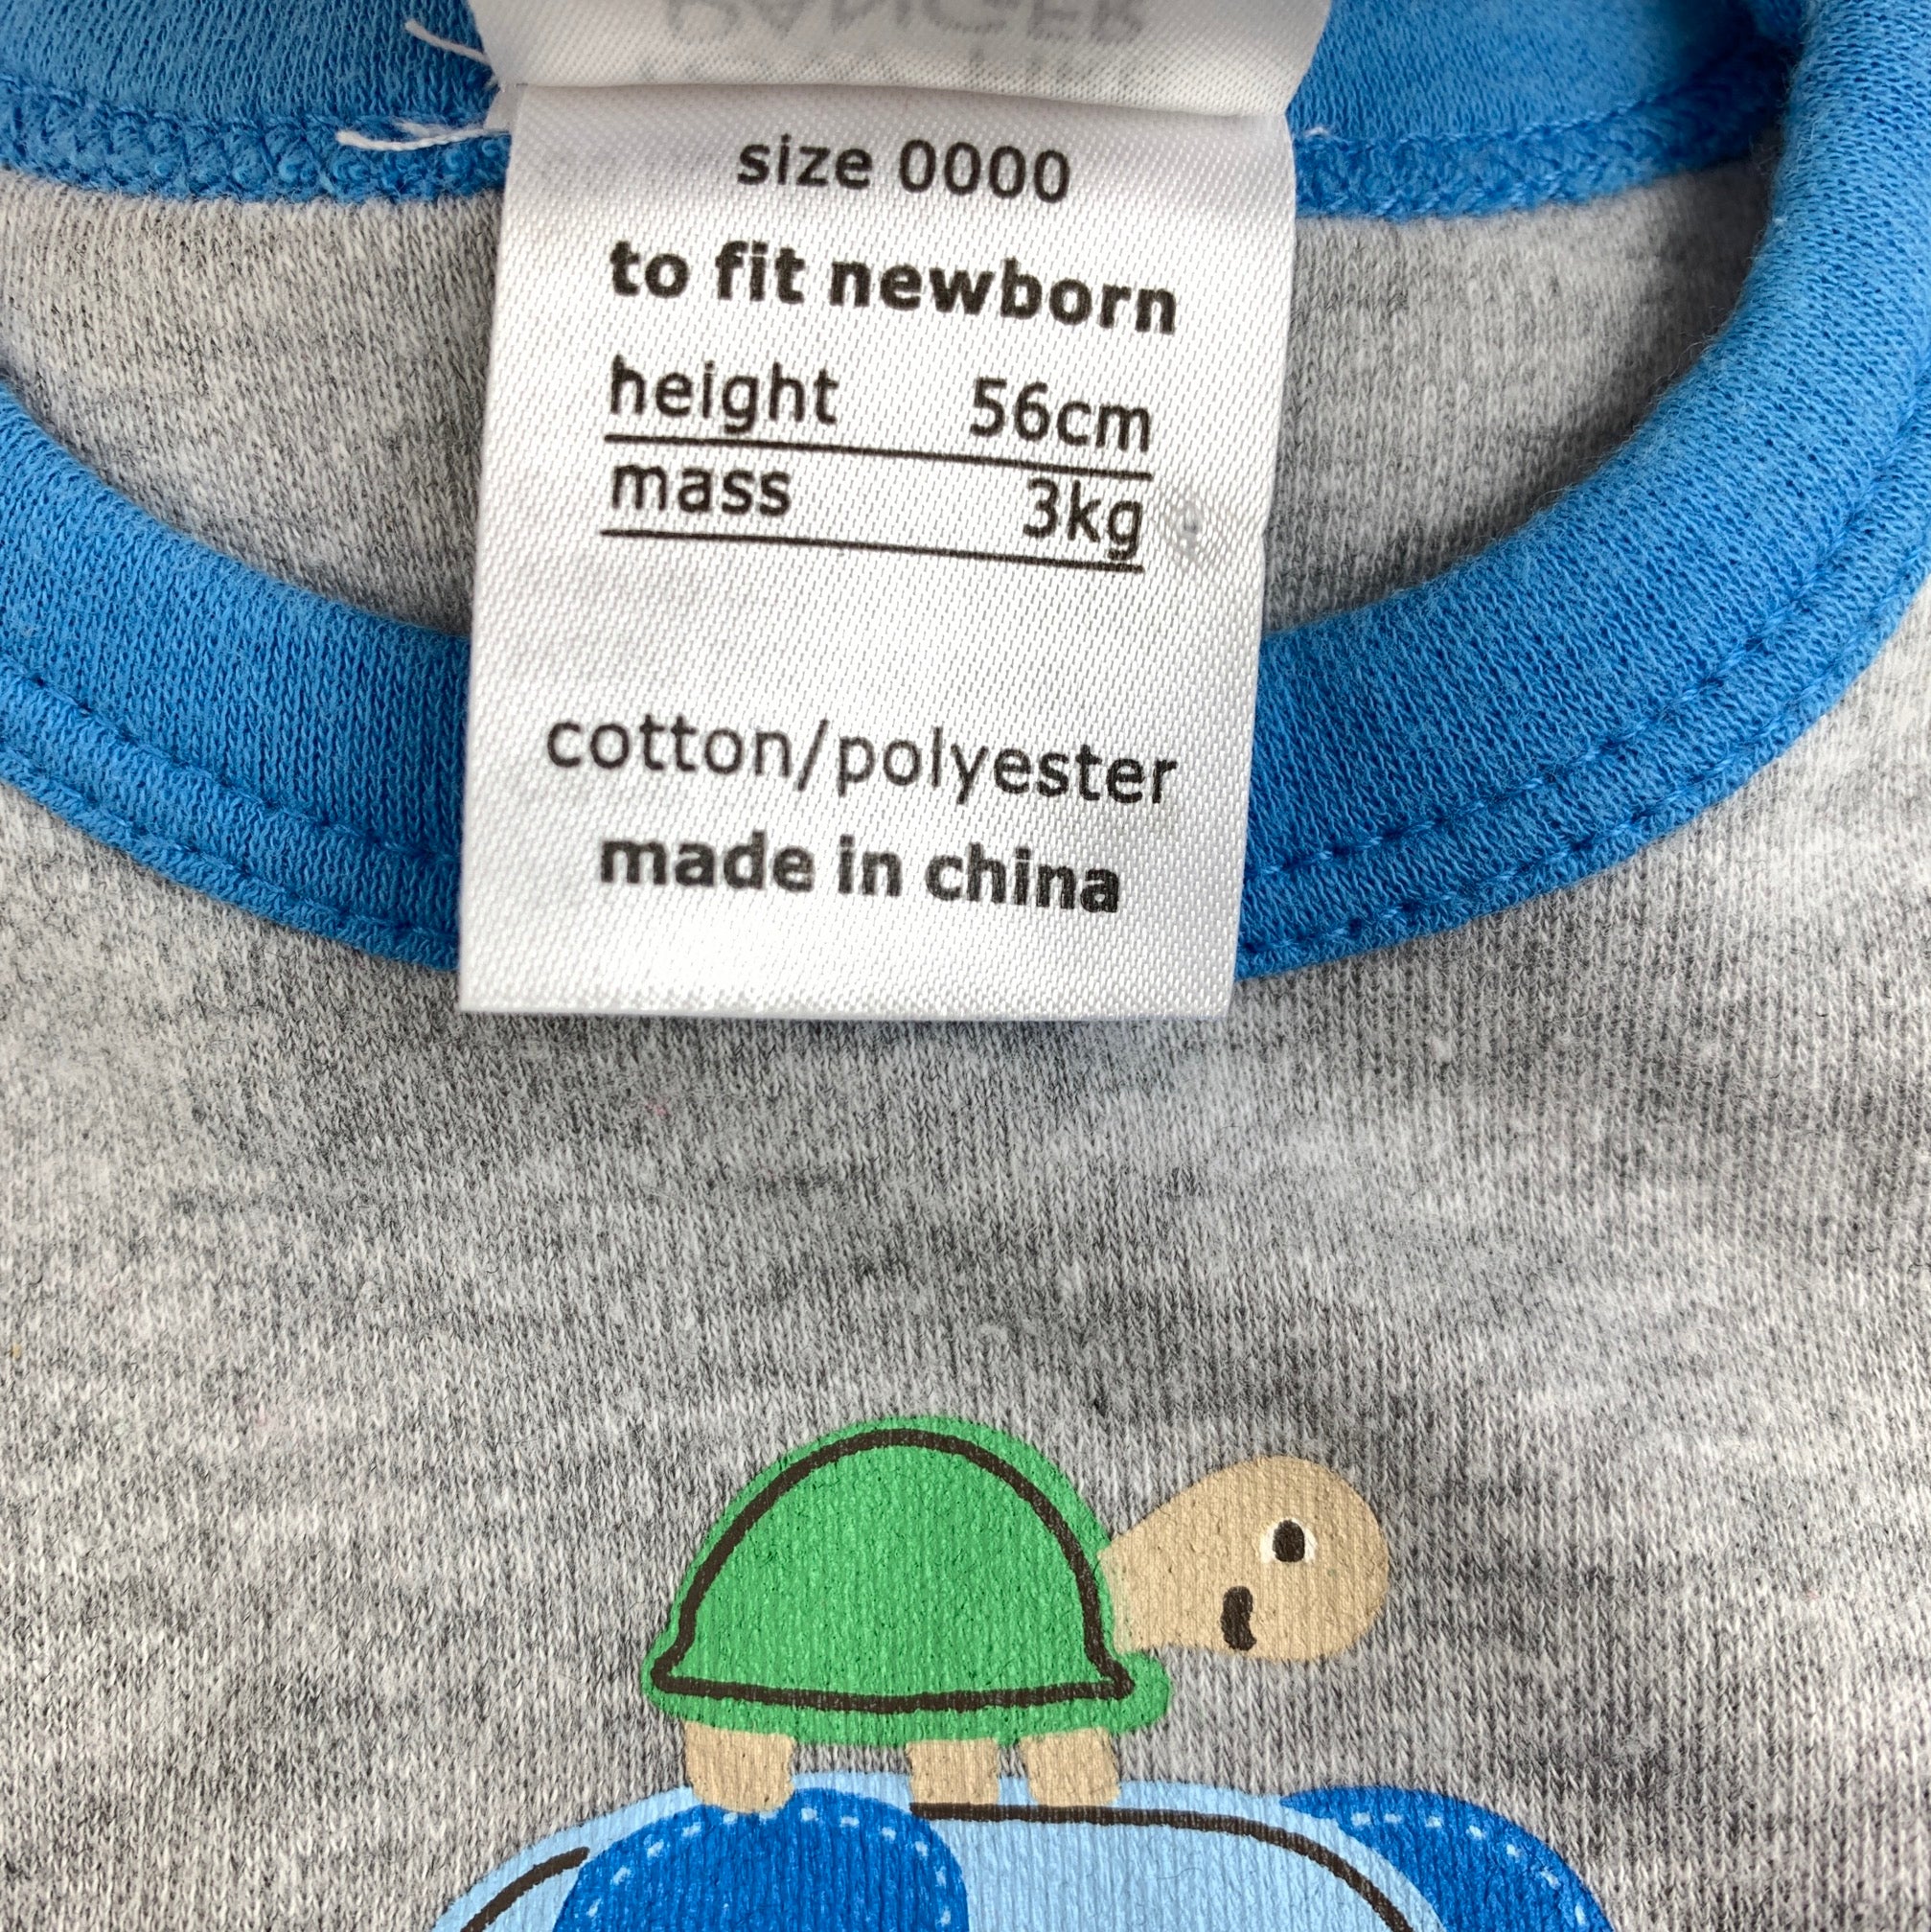 size 0000
to fit newborn
height 56cm
mass 3kg
cotton/polyester
made in china